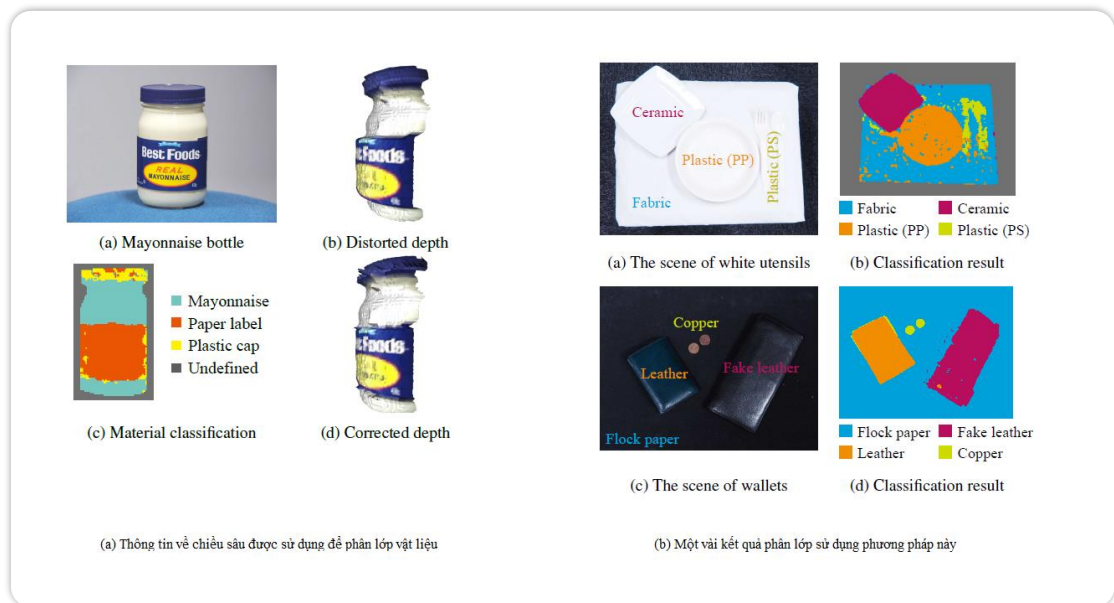 Best Foods
REAL
MAYONNAISE
(a) Mayonnaise bottle
Foods
(b) Distorted depth
Mayonnaise
Paper label
Plastic cap
Undefined
(c) Material classification
Foods
(d) Corrected depth
(a) Thông tin về chiều sâu được sử dụng để phân lớp vật liệu
Ceramic
Plastic (PP)
Plastic (PS)
Fabric
(a) The scene of white utensils
Fabric
Ceramic
Plastic (PP)
Plastic (PS)
(b) Classification result
Copper
Leather
Fake leather
Flock paper
(c) The scene of wallets
Flock paper
Fake leather
Leather
Copper
(d) Classification result
(b) Một vài kết quả phân lớp sử dụng phương pháp này